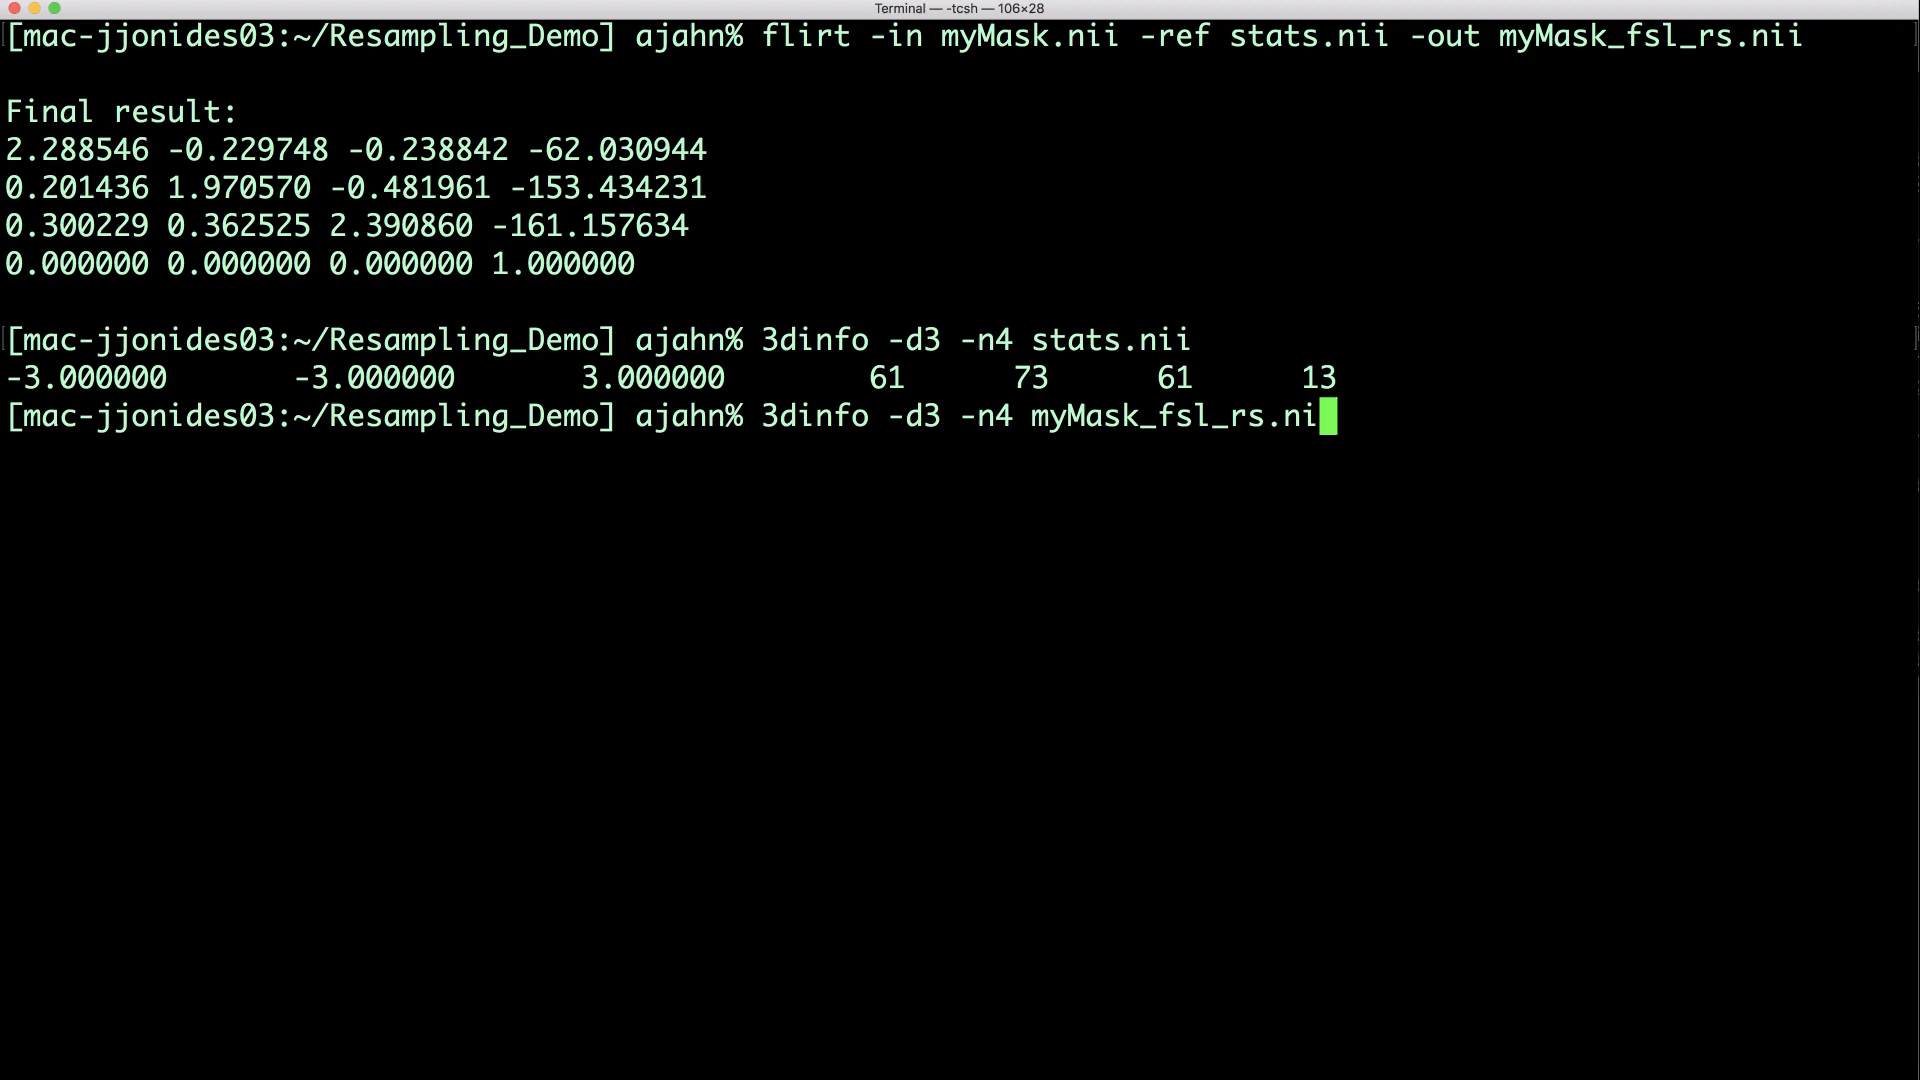 Terminal — -tcsh — 106×28
[mac-jjonides03:~/Resampling_Demo] ajahn% flirt -in myMask.nii -ref stats.nii -out myMask_fsl_rs.nii
Final result:
2.288546 -0.229748 -0.238842 -62.030944
0.201436 1.970570 -0.481961 -153.434231
0.300229 0.362525 2.390860 -161.157634
0.000000 0.000000 0.000000 1.000000
[mac-jjonides03:~/Resampling_Demo] ajahn% 3dinfo -d3 -n4 stats.nii
-3.000000 -3.000000 3.000000 61 73 61 13
[mac-jjonides03:~/Resampling_Demo] ajahn% 3dinfo -d3 -n4 myMask_fsl_rs.ni